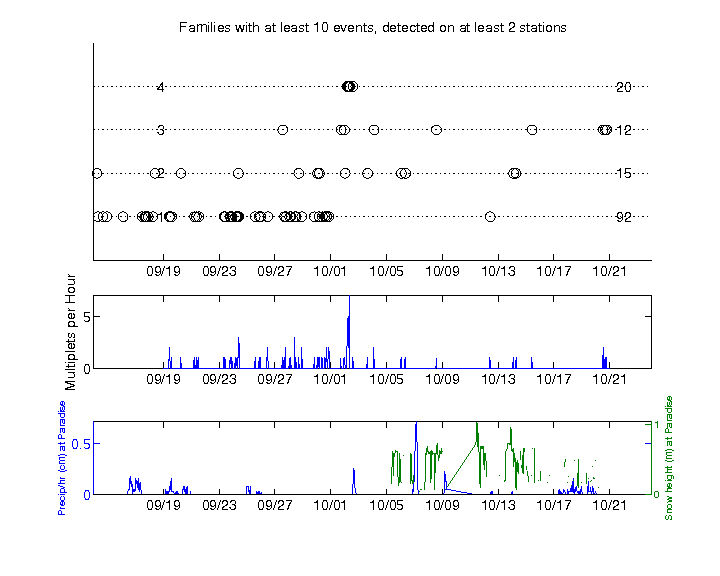 Families with at least 10 events, detected on at least 2 stations
4 20
3 12
2 15
1 92
09/19 09/23 09/27 10/01 10/05 10/09 10/13 10/17 10/21
Multiplets per Hour
5
0
09/19 09/23 09/27 10/01 10/05 10/09 10/13 10/17 10/21
Precip/hr (cm) at Paradise
0.5
0
1
0
Snow height (m) at Paradise
09/19 09/23 09/27 10/01 10/05 10/09 10/13 10/17 10/21